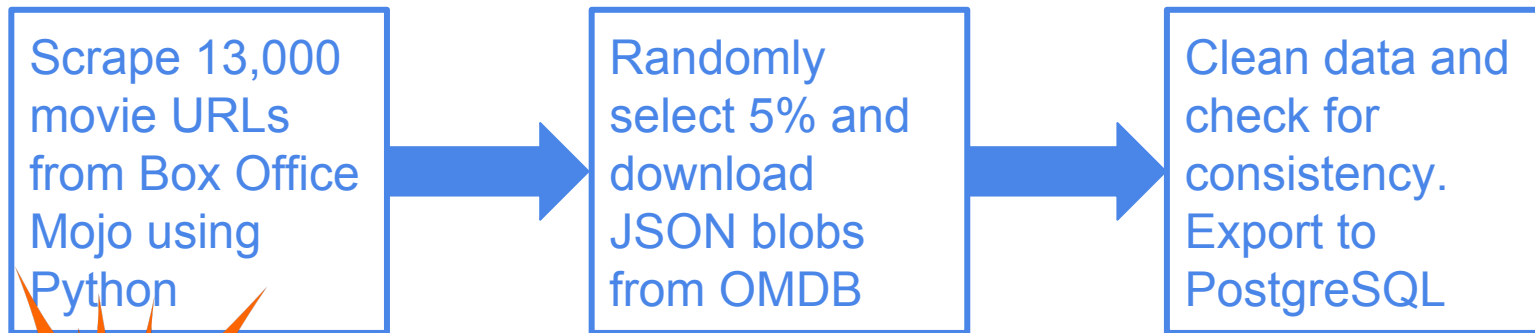 Scrape 13,000
movie URLs
from Box Office
Mojo using
Python
Randomly
select 5% and
download
JSON blobs
from OMDB
Clean data and
check for
consistency.
Export to
PostgreSQL